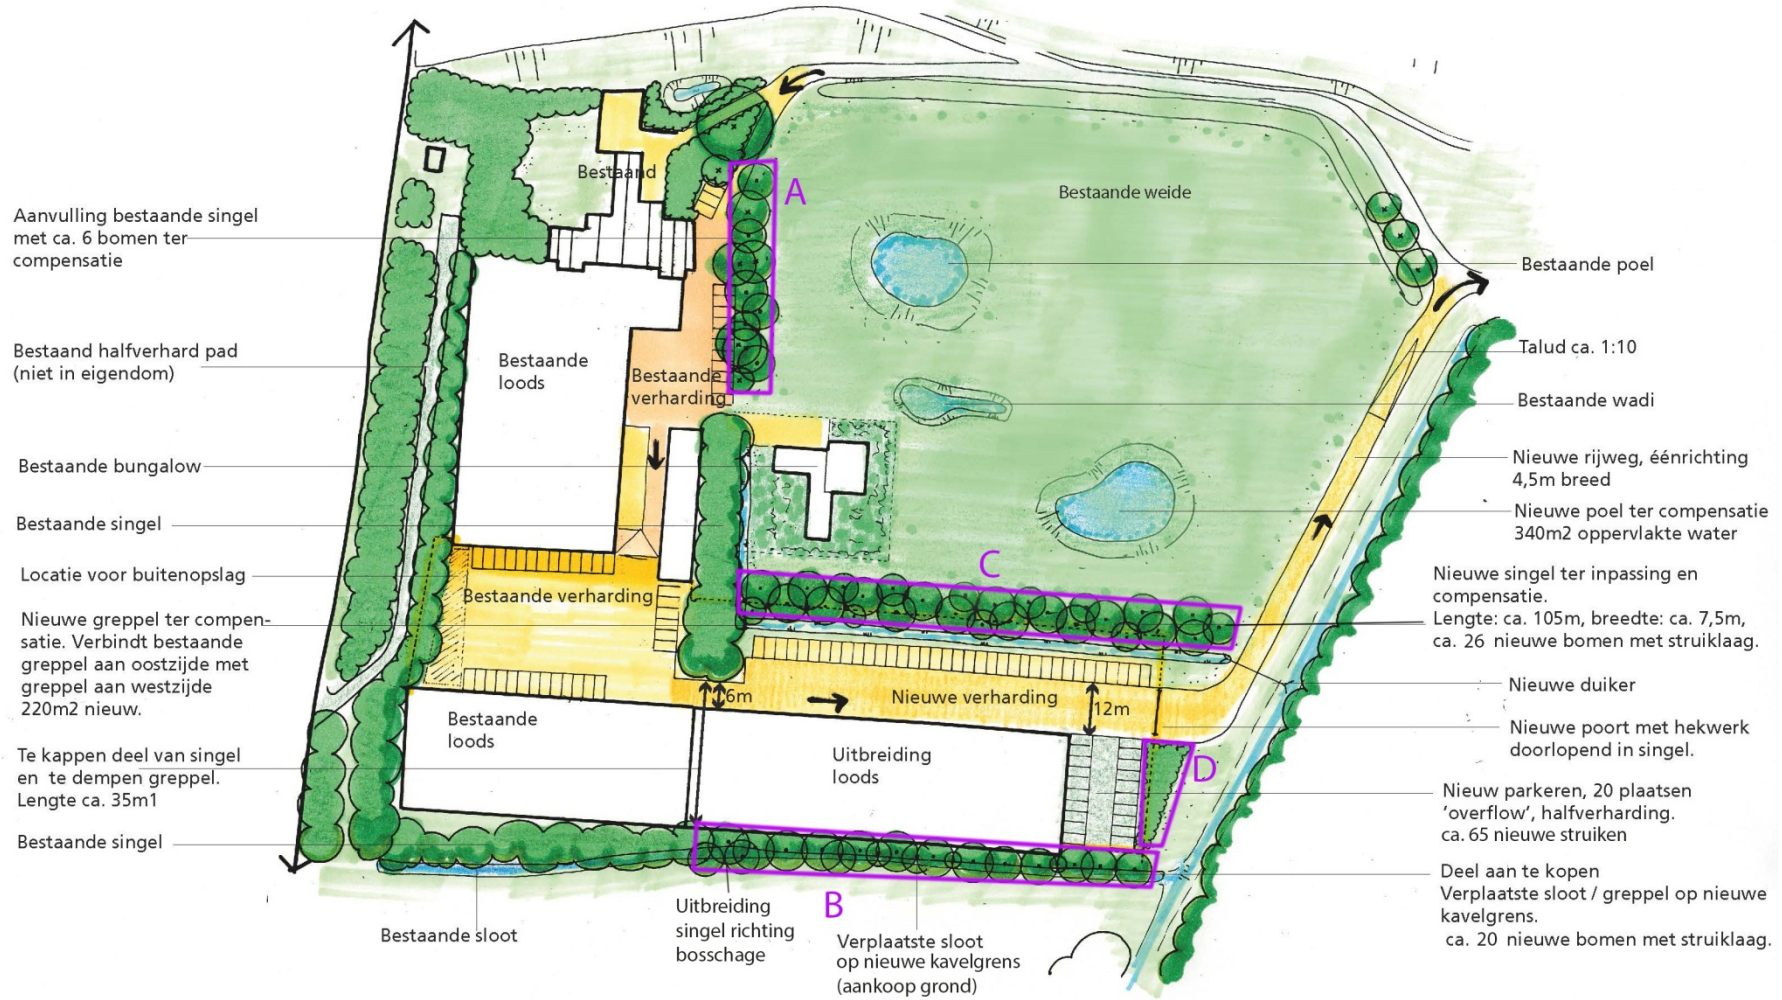 Aanvulling bestaande singel
met ca. 6 bomen ter
compensatie
Bestaand halfverhard pad
(niet in eigendom)
Bestaande bungalow
Bestaande singel
Locatie voor buitenopslag
Nieuwe greppel ter compen-
satie. Verbindt bestaande
greppel aan oostzijde met
greppel aan westzijde
220m2 nieuw.
Te kappen deel van singel
en te dempen greppel.
Lengte ca. 35m1
Bestaande singel
Bestaand
A
Bestaande weide
Bestaande
loods
Bestaande
verharding
C
Bestaande verharding
6m
Nieuwe verharding
12m
Bestaande
loods
Uitbreiding
loods
D
B
Bestaande sloot
Uitbreiding
singel richting
bosschage
Verplaatste sloot
op nieuwe kavelgrens
(aankoop grond)
Bestaande poel
Talud ca. 1:10
Bestaande wadi
Nieuwe rijweg, éénrichting
4,5m breed
Nieuwe poel ter compensatie
340m2 oppervlakte water
Nieuwe singel ter inpassing en
compensatie.
Lengte: ca. 105m, breedte: ca. 7,5m,
ca. 26 nieuwe bomen met struiklaag.
Nieuwe duiker
Nieuwe poort met hekwerk
doorlopend in singel.
Nieuw parkeren, 20 plaatsen
'overflow', halfverharding.
ca. 65 nieuwe struiken
Deel aan te kopen
Verplaatste sloot / greppel op nieuwe
kavelgrens.
ca. 20 nieuwe bomen met struiklaag.